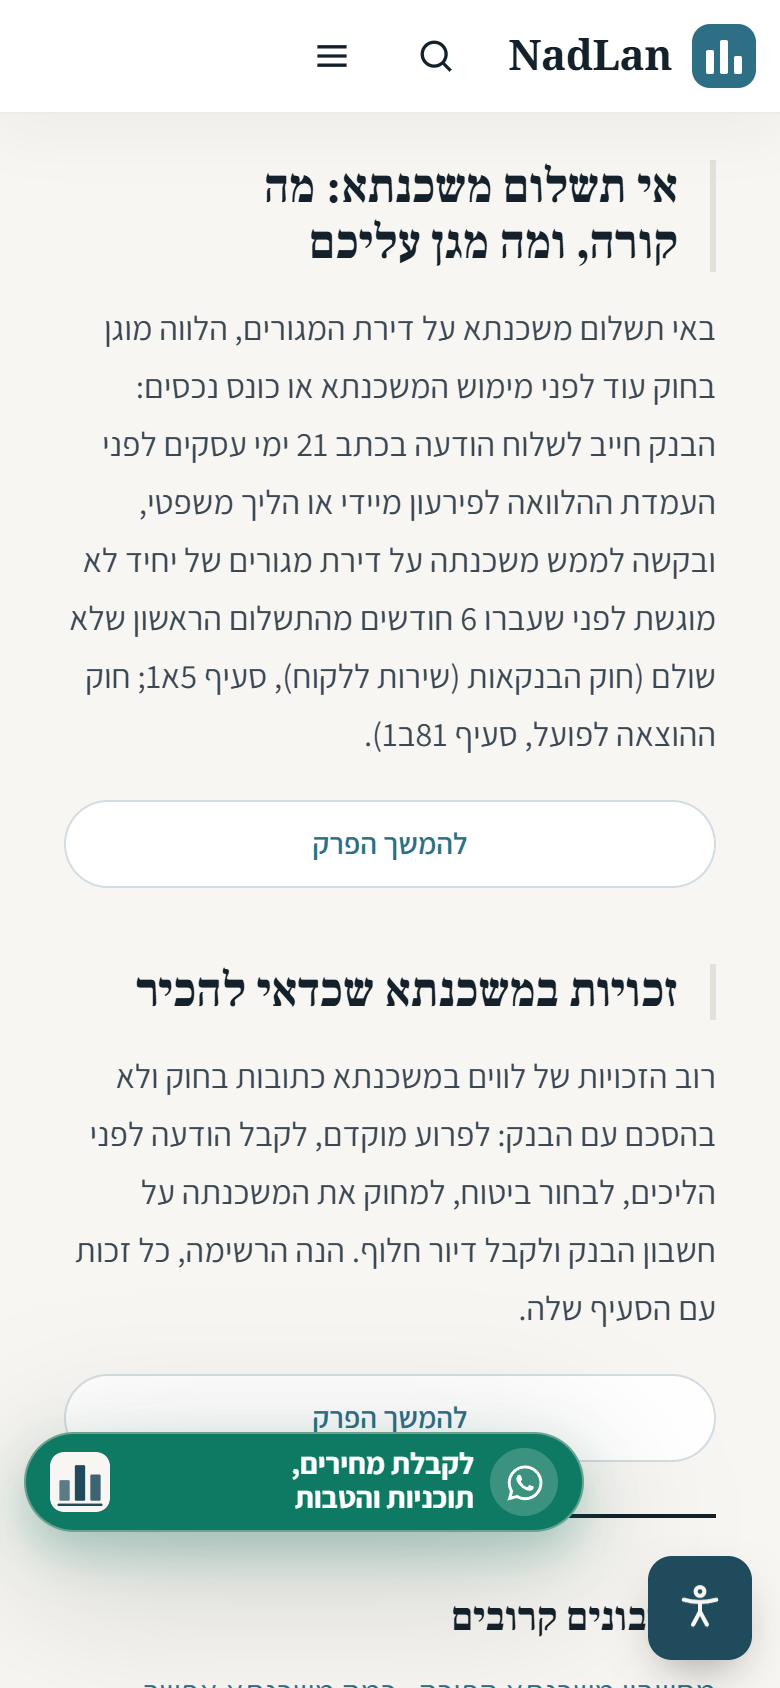 NadLan
אי תשלום משכנתא: מה
קורה, ומה מגן עליכם
באי תשלום משכנתא על דירת המגורים, הלווה מוגן
בחוק עוד לפני מימוש המשכנתא או כונס נכסים:
הבנק חייב לשלוח הודעה בכתב 21 ימי עסקים לפני
העמדת ההלוואה לפירעון מיידי או הליך משפטי,
ובקשה לממש משכנתה על דירת מגורים של יחיד לא
מוגשת לפני שעברו 6 חודשים מהתשלום הראשון שלא
שולם (חוק הבנקאות (שירות ללקוח), סעיף 5א1; חוק
ההוצאה לפועל, סעיף 81ב1).
להמשך הפרק
זכויות במשכנתא שכדאי להכיר
רוב הזכויות של לווים במשכנתא כתובות בחוק ולא
בהסכם עם הבנק: לפרוע מוקדם, לקבל הודעה לפני
הליכים, לבחור ביטוח, למחוק את המשכנתה על
חשבון הבנק ולקבל דיור חלוף. הנה הרשימה, כל זכות
עם הסעיף שלה.
להמשך הפרק
לקבלת מחירים,
תוכניות והטבות
קרובים